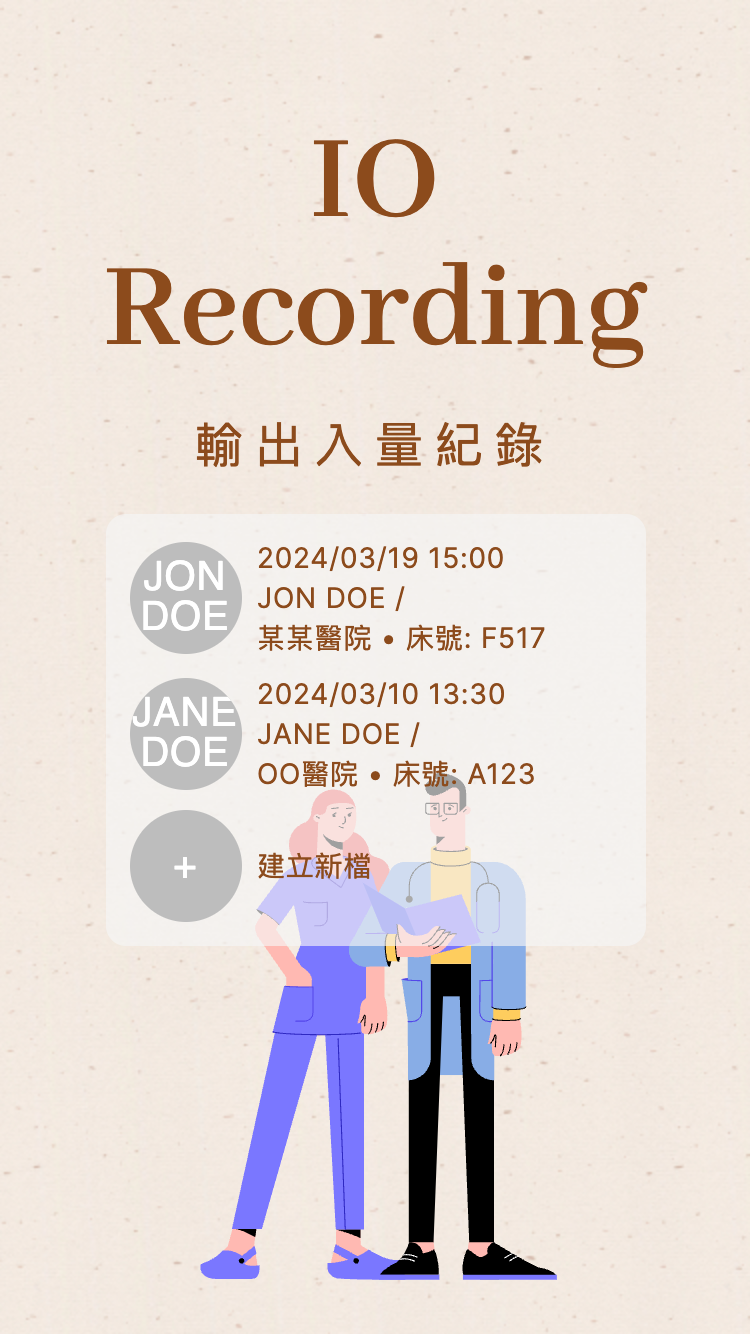 IO
Recording
輸出入量紀錄
JON
DOE
2024/03/19 15:00
JON DOE /
某某醫院 • 床號: F517
JANE
DOE
2024/03/10 13:30
JANE DOE /
OO醫院 • 床號: A123
+
建立新檔